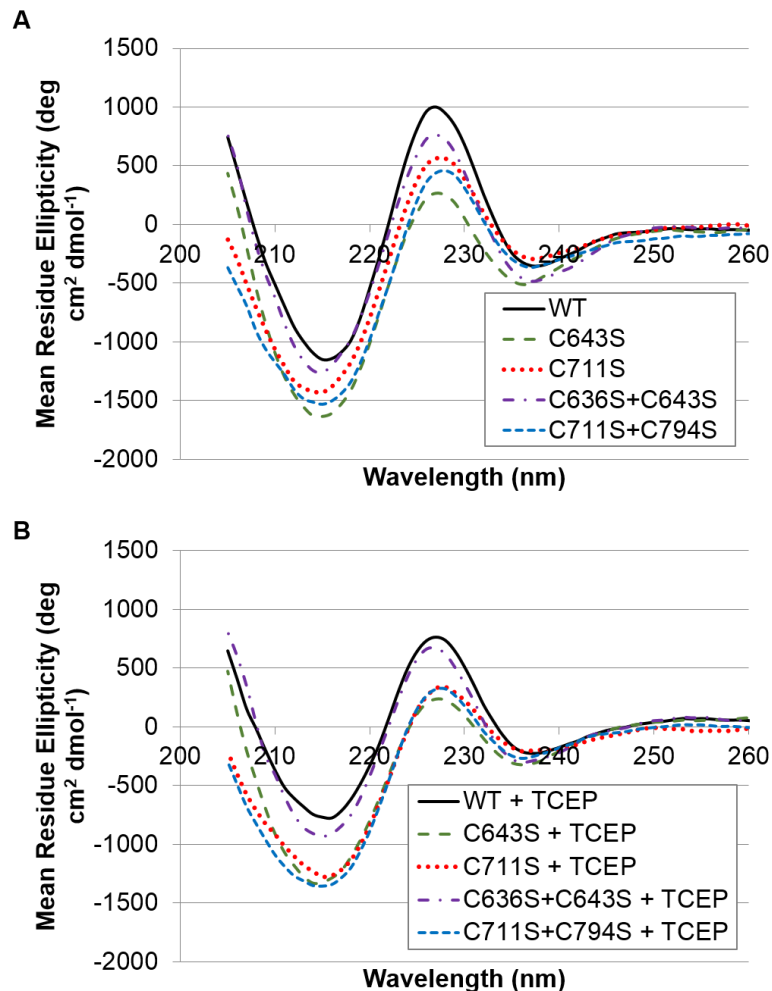 A
Mean Residue Ellipticity (deg
cm² dmol⁻¹)
1500
1000
500
0
-500
-1000
-1500
-2000
200 210 220 230 240 250 260
WT
C643S
C711S
C636S+C643S
C711S+C794S
Wavelength (nm)
B
Mean Residue Ellipticity (deg
cm² dmol⁻¹)
1500
1000
500
0
-500
-1000
-1500
-2000
200 210 220 230 240 250 260
WT + TCEP
C643S + TCEP
C711S + TCEP
C636S+C643S + TCEP
C711S+C794S + TCEP
Wavelength (nm)